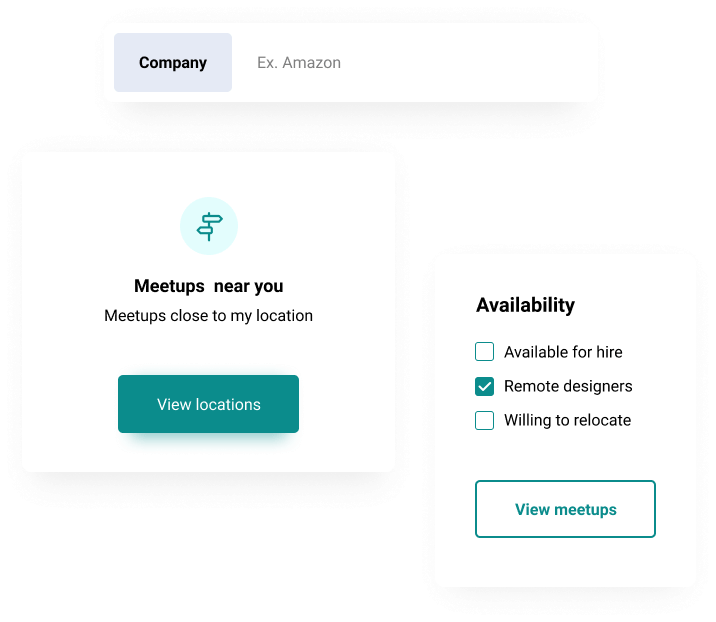 Company
Ex. Amazon
Meetups near you
Meetups close to my location
View locations
Availability
Available for hire
Remote designers
Willing to relocate
View meetups